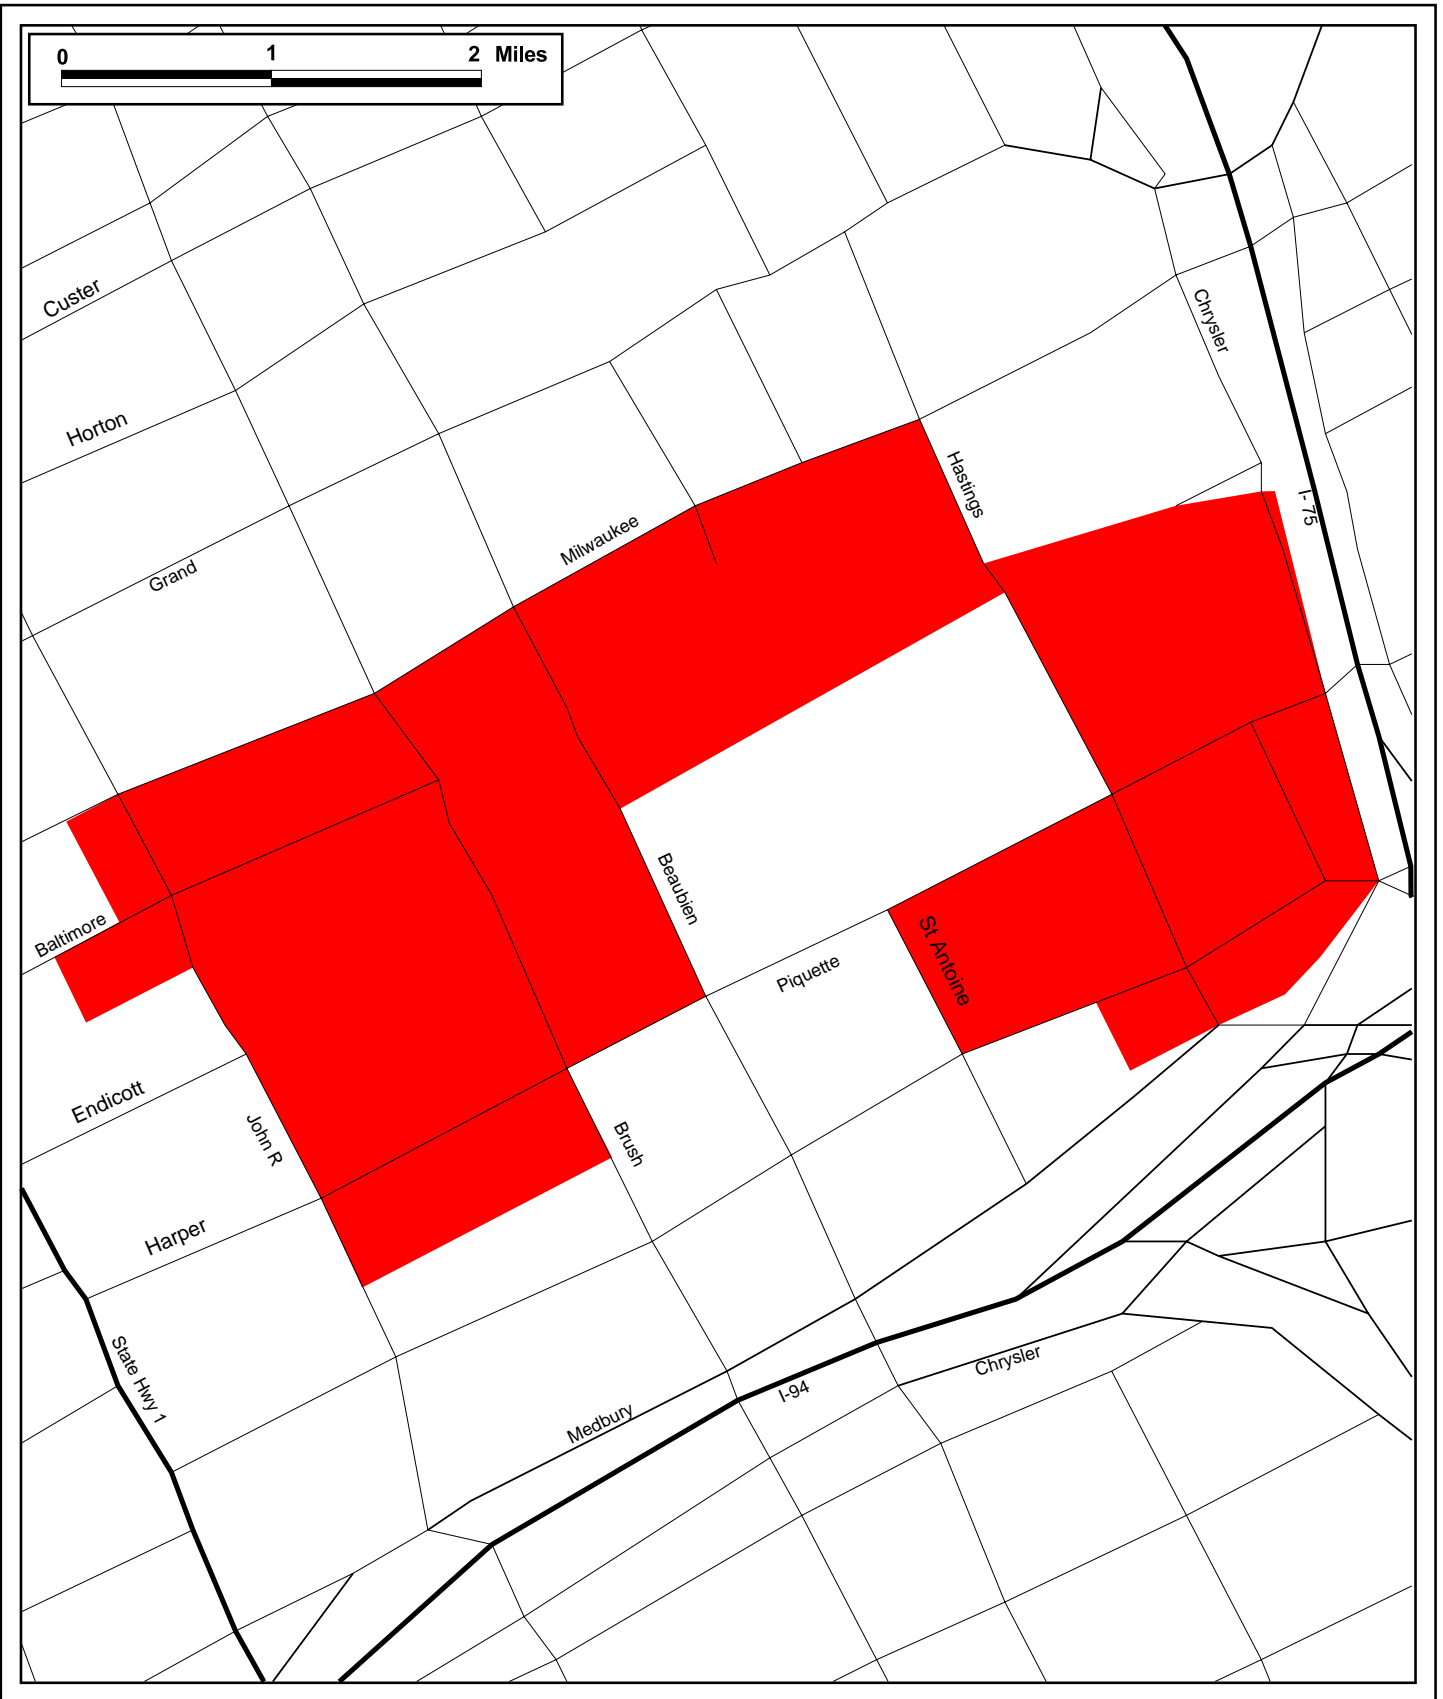 0 1 2 Miles
Custer
Chrysler
Horton
Hastings
I- 75
Milwaukee
Grand
Beaubien
Baltimore
St Antoine
Piquette
Endicott
John R
Brush
Harper
State Hwy 1
Chrysler
I-94
Medbury